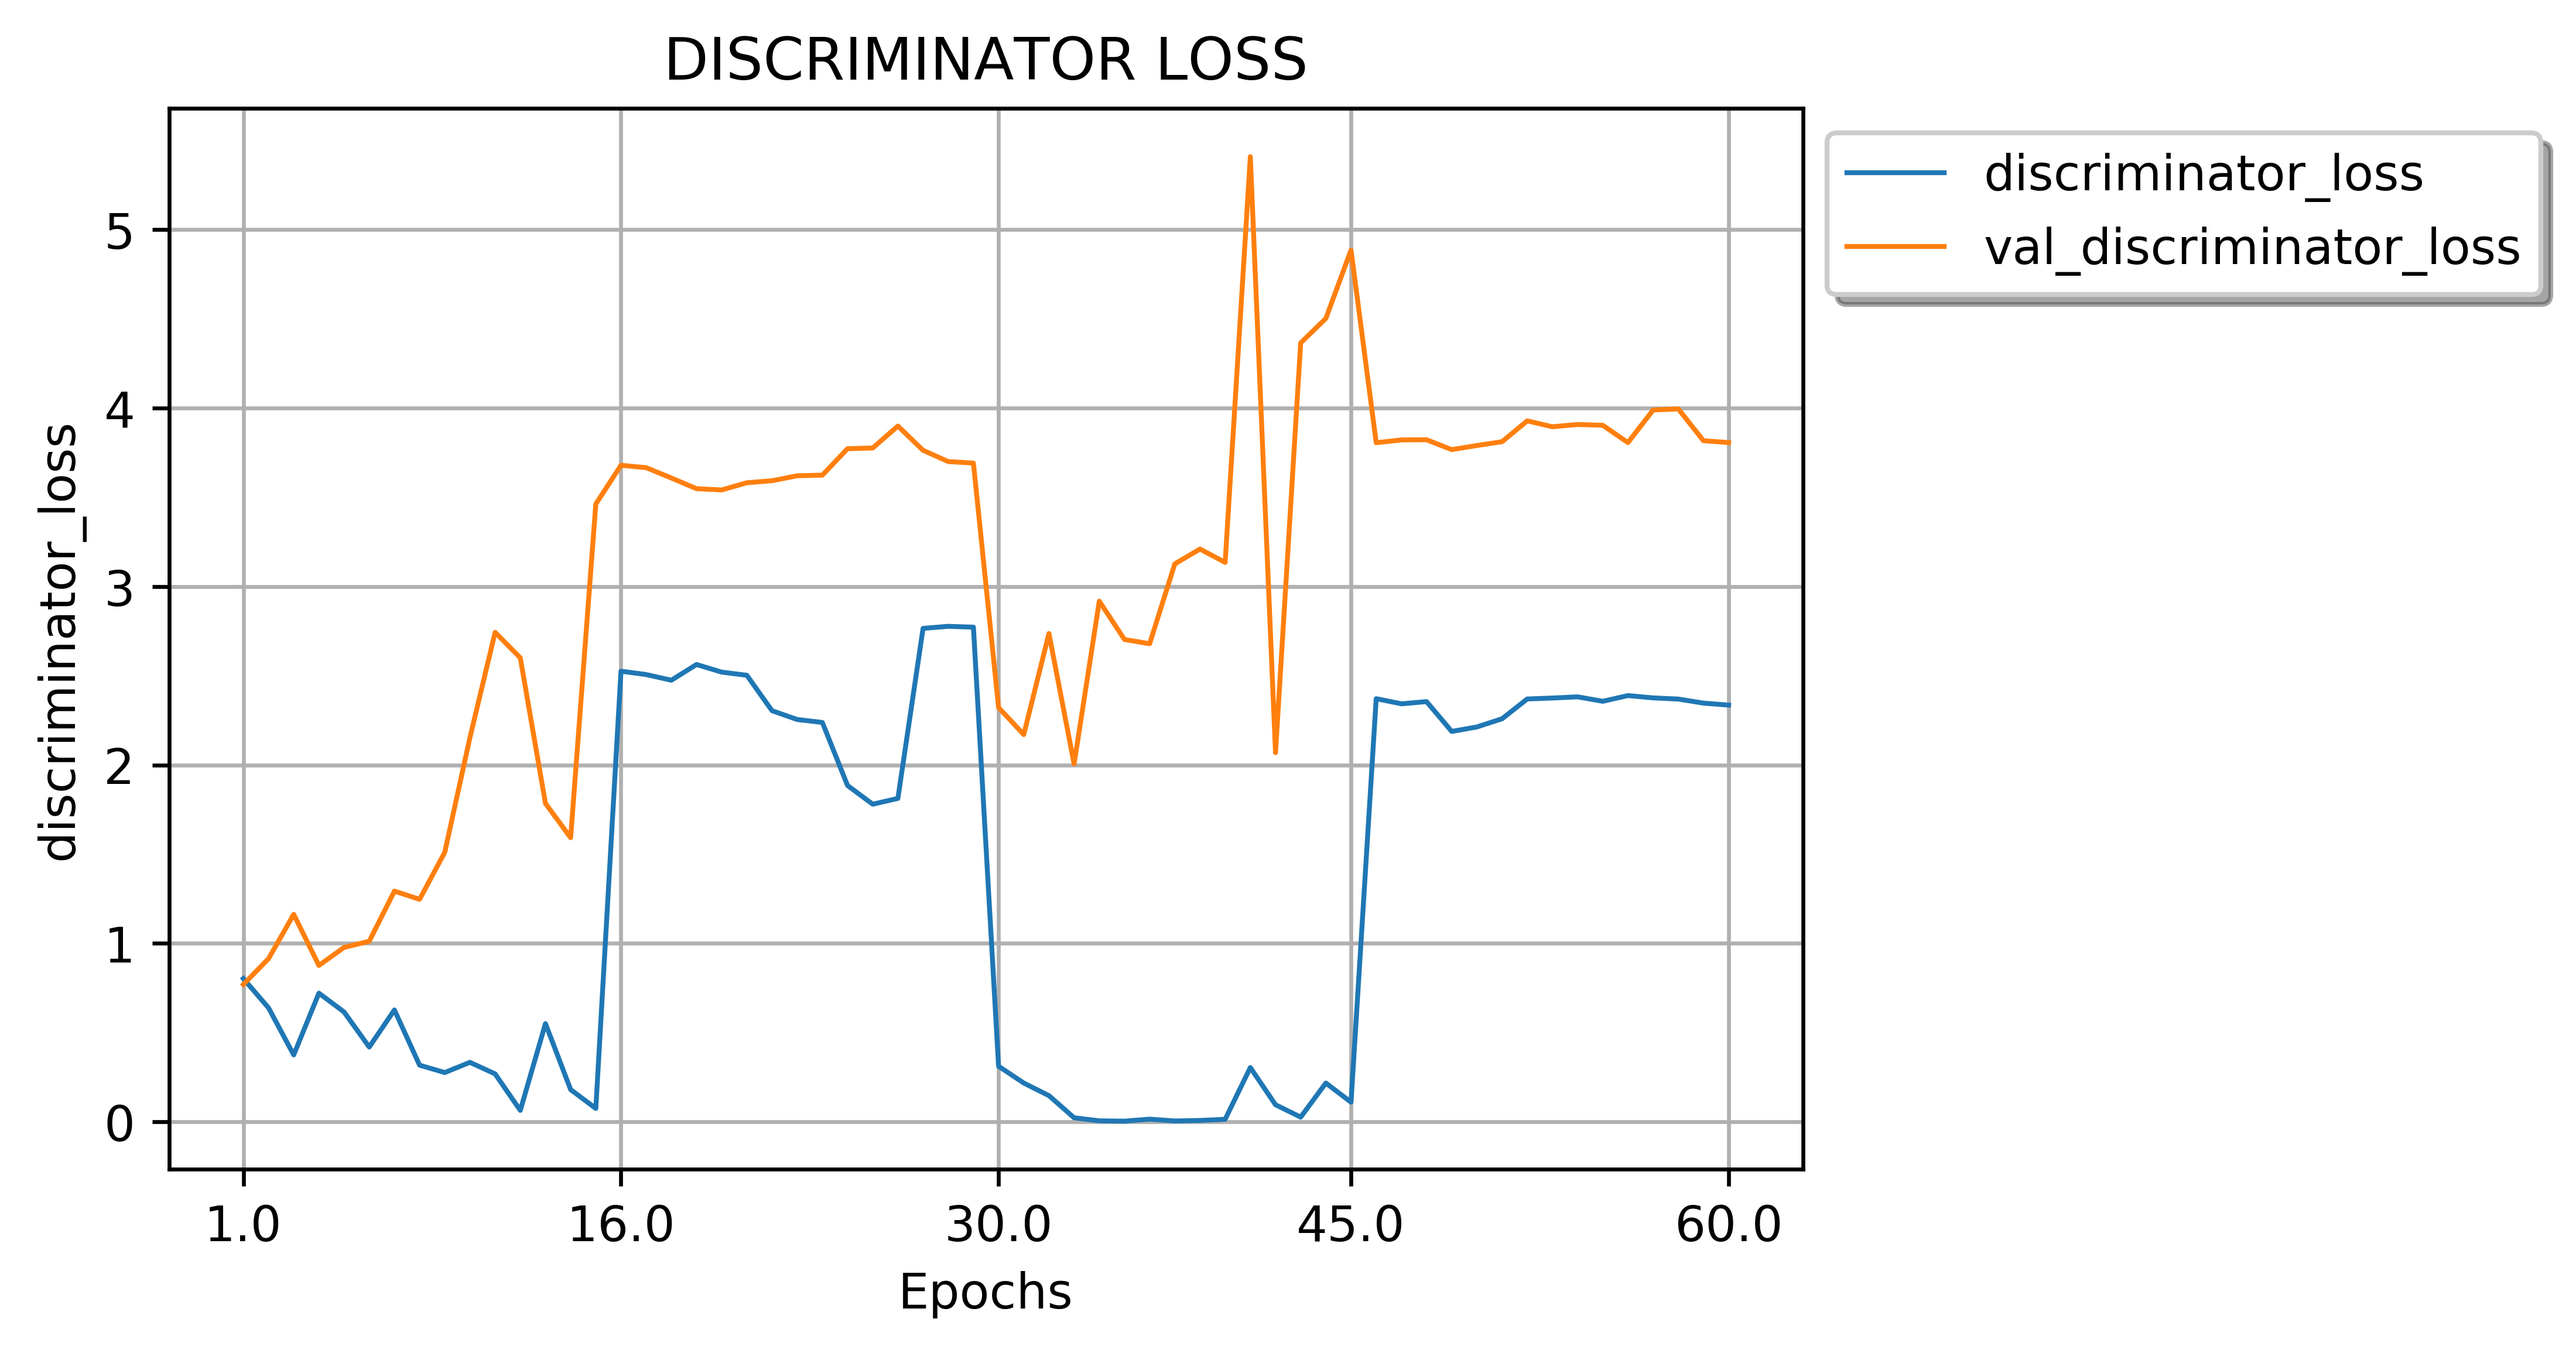 DISCRIMINATOR LOSS
discriminator_loss
val_discriminator_loss
discriminator_loss
5
4
3
2
1
0
1.0 16.0 30.0 45.0 60.0
Epochs